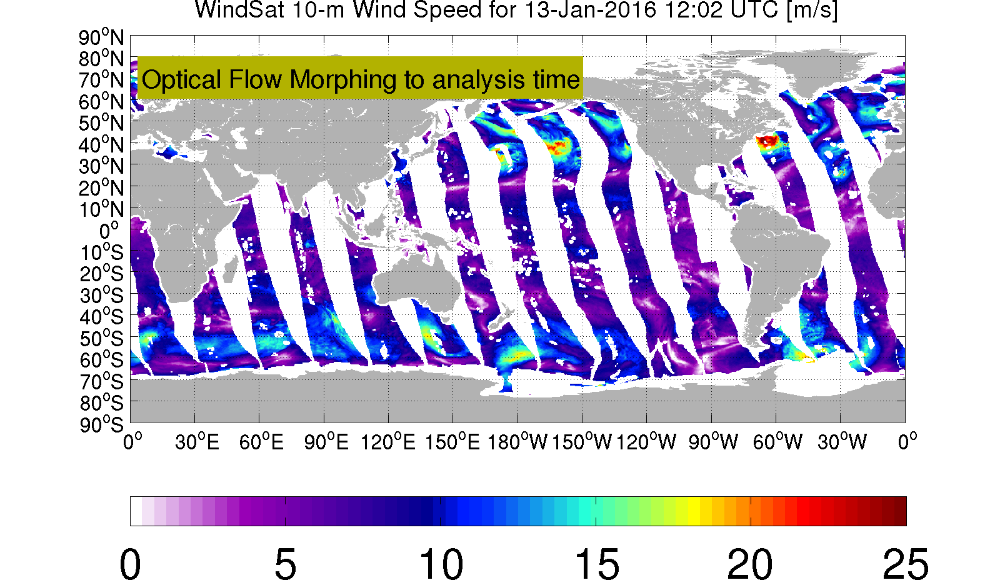 WindSat 10-m Wind Speed for 13-Jan-2016 12:02 UTC [m/s]
90°N
80°N
70°N
Optical Flow Morphing to analysis time
60°N
50°N
40°N
30°N
20°N
10°N
0°
10°S
20°S
30°S
40°S
50°S
60°S
70°S
80°S
90°S
0° 30°E 60°E 90°E 120°E 150°E 180°W 150°W 120°W 90°W 60°W 30°W 0°
0 5 10 15 20 25